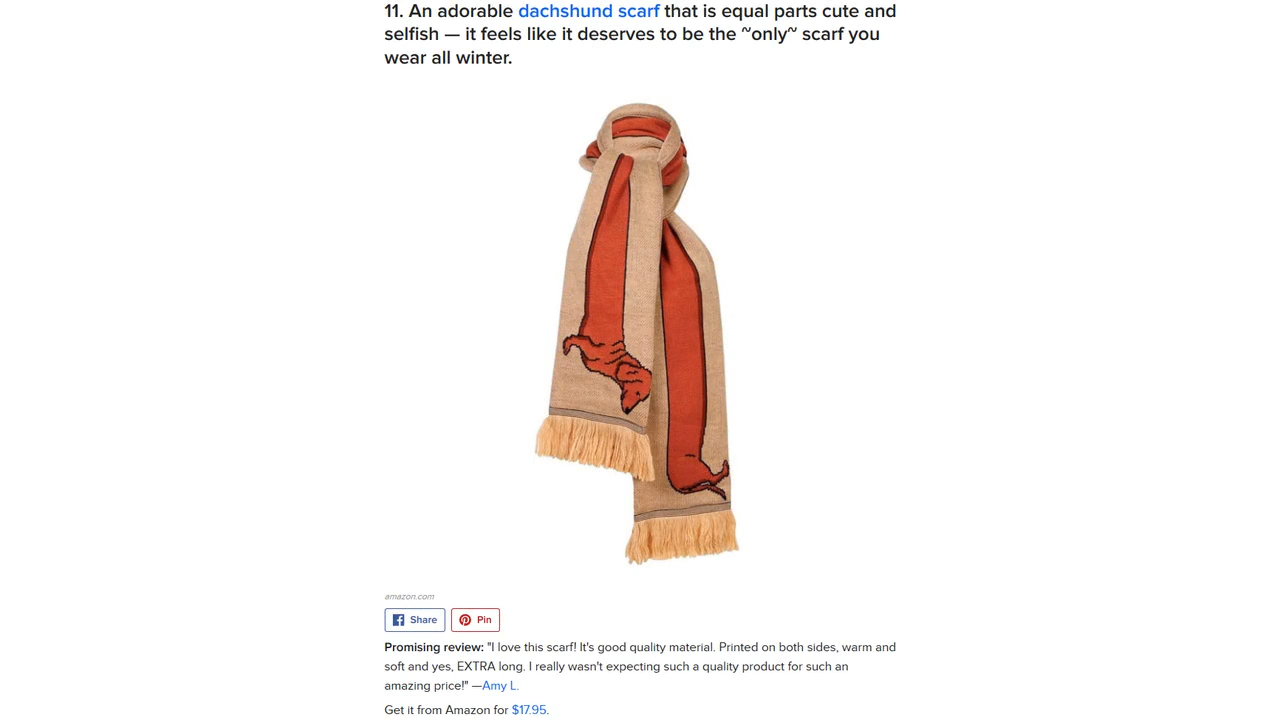 11. An adorable dachshund scarf that is equal parts cute and
selfish — it feels like it deserves to be the ~only~ scarf you
wear all winter.
amazon.com
Share
Pin
Promising review: "I love this scarf! It's good quality material. Printed on both sides, warm and
soft and yes, EXTRA long. I really wasn't expecting such a quality product for such an
amazing price!" —Amy L.
Get it from Amazon for $17.95.